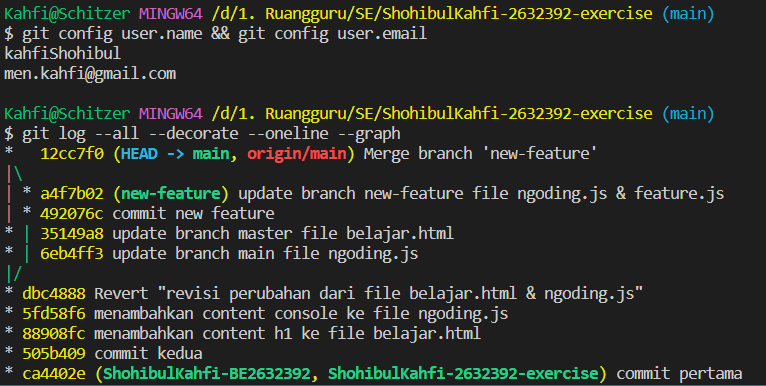 Kahfi@Schitzer MINGW64 /d/1. Ruangguru/SE/ShohibulKahfi-2632392-exercise (main)
$ git config user.name && git config user.email
kahfiShohibul
men.kahfi@gmail.com

Kahfi@Schitzer MINGW64 /d/1. Ruangguru/SE/ShohibulKahfi-2632392-exercise (main)
$ git log --all --decorate --oneline --graph
*   12cc7f0 (HEAD -> main, origin/main) Merge branch 'new-feature'
|\
| * a4f7b02 (new-feature) update branch new-feature file ngoding.js & feature.js
| * 492076c commit new feature
* | 35149a8 update branch master file belajar.html
* | 6eb4ff3 update branch main file ngoding.js
|/
* dbc4888 Revert "revisi perubahan dari file belajar.html & ngoding.js"
* 5fd58f6 menambahkan content console ke file ngoding.js
* 88908fc menambahkan content h1 ke file belajar.html
* 505b409 commit kedua
* ca4402e (ShohibulKahfi-BE2632392, ShohibulKahfi-2632392-exercise) commit pertama